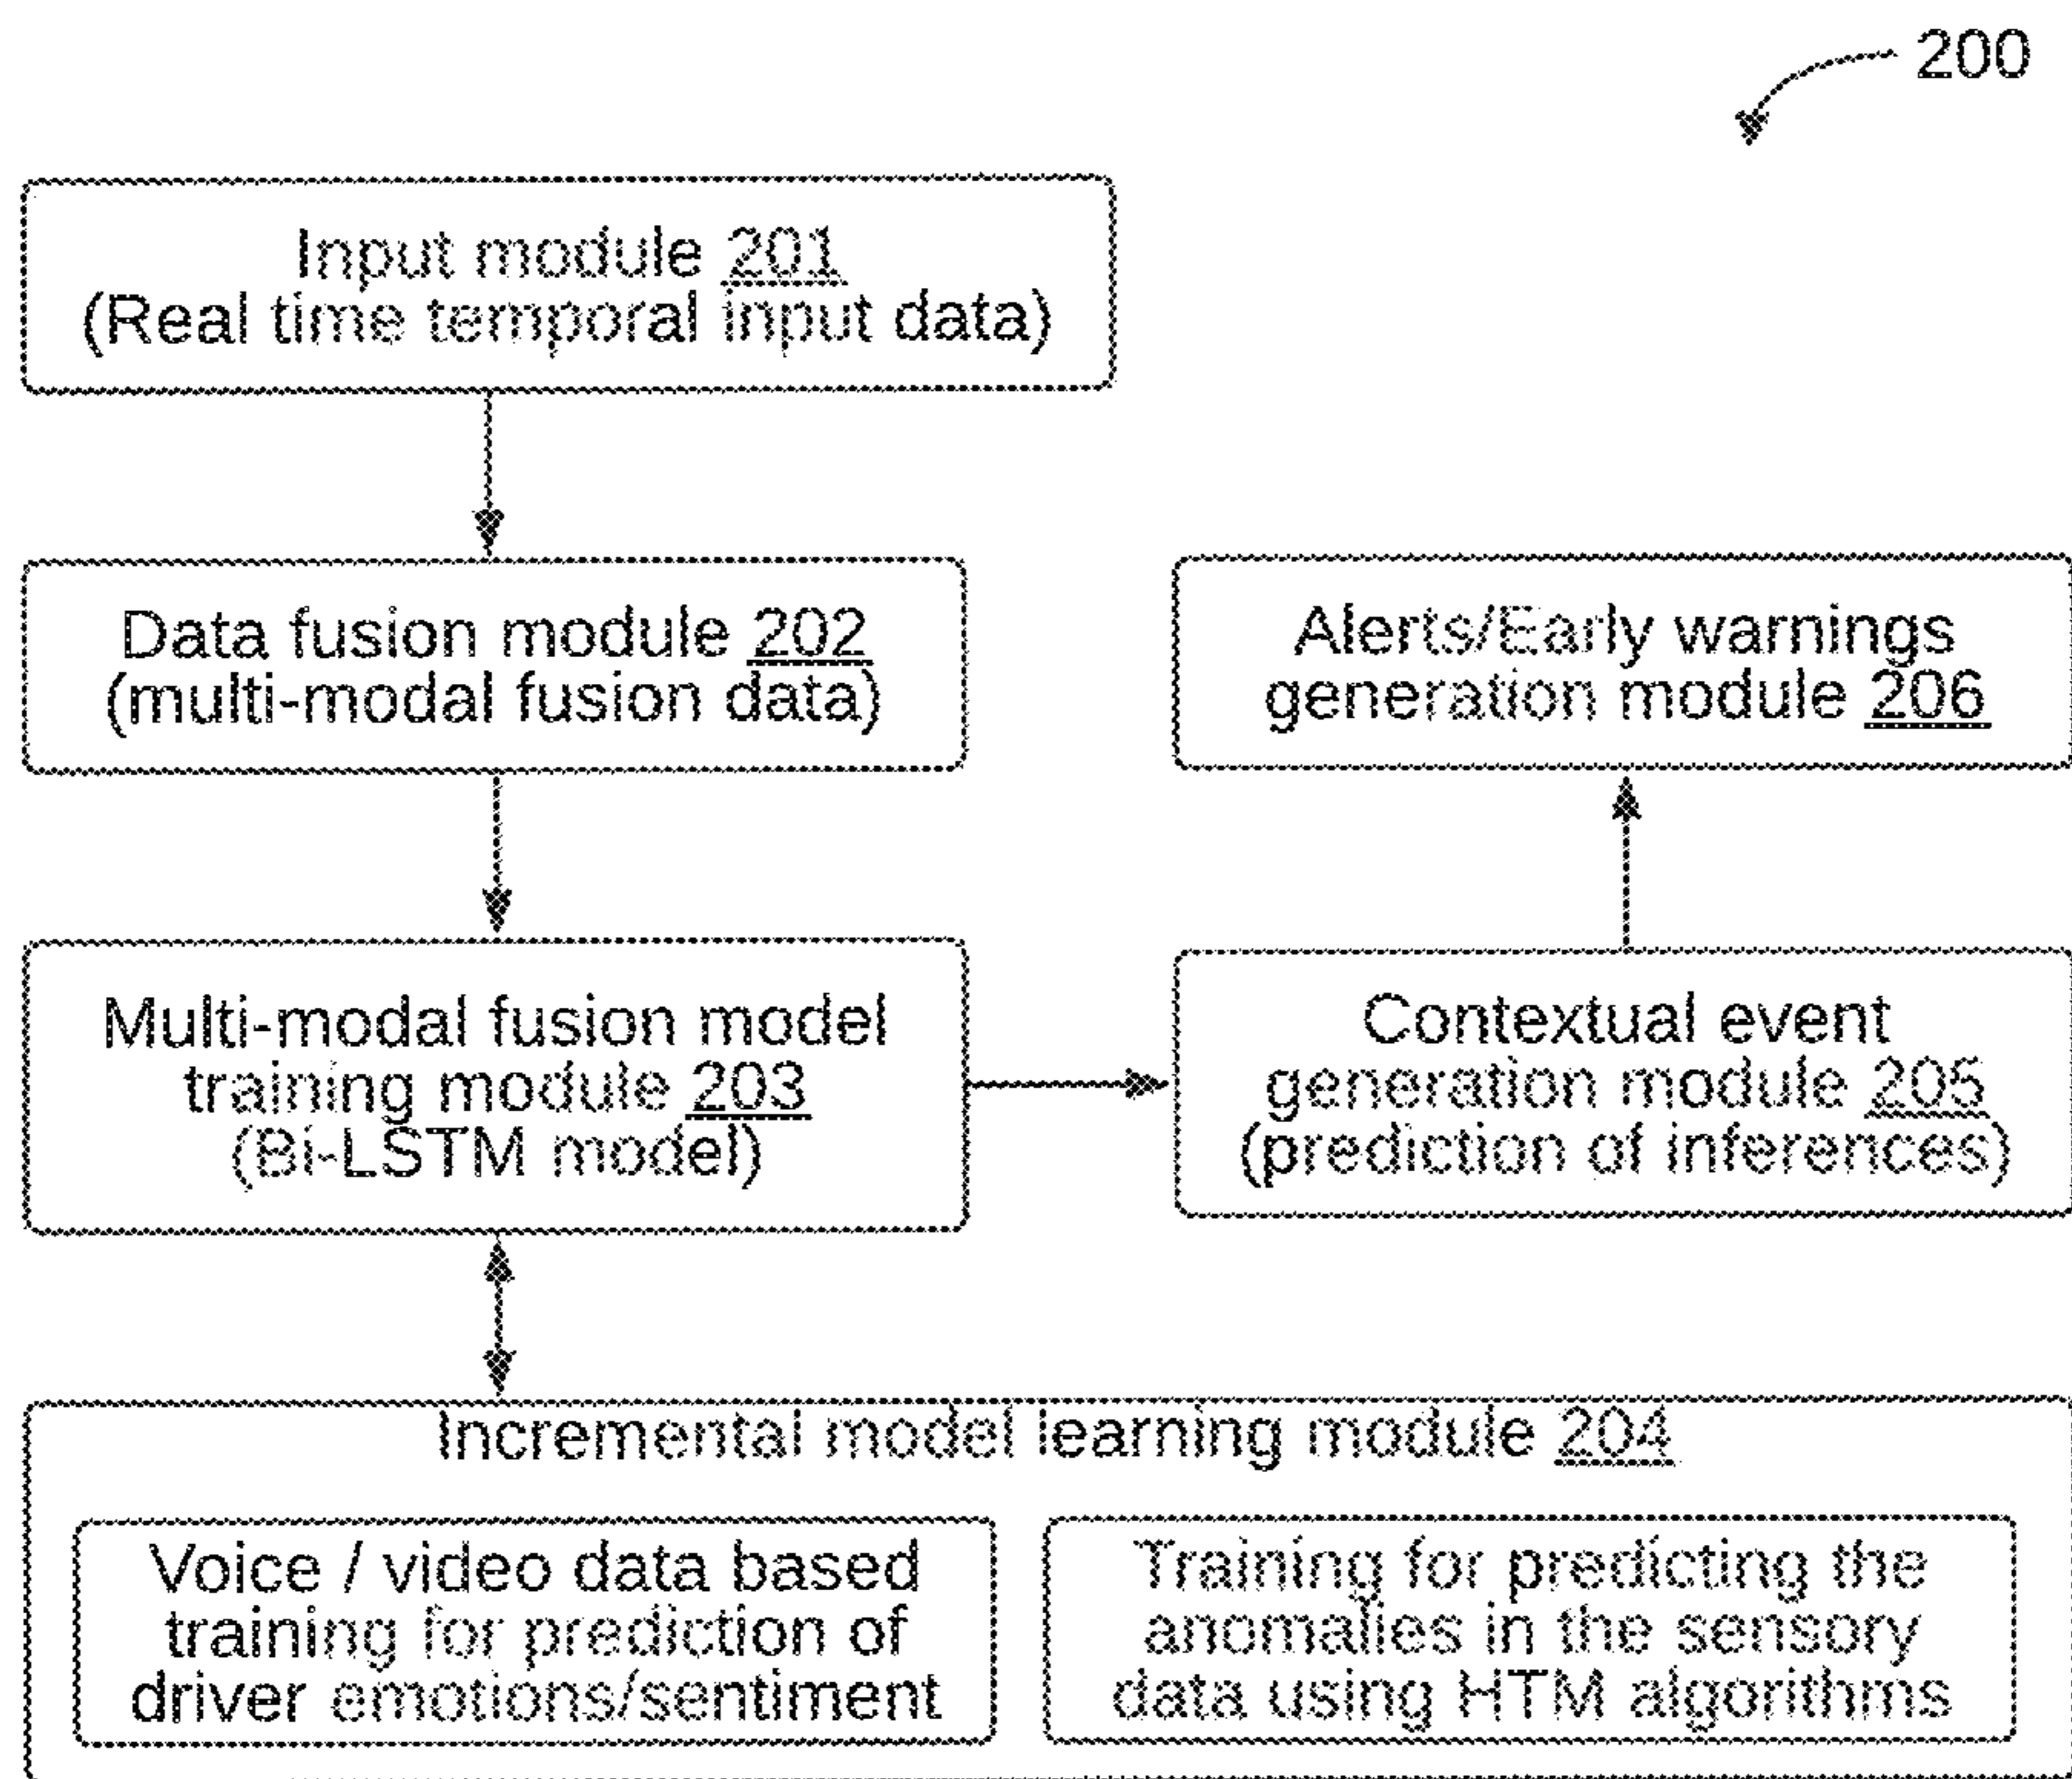 200
Input module 201
(Real time temporal input data)
Data fusion module 202
(multi-modal fusion data)
Alerts/Early warnings
generation module 206
Multi-modal fusion model
training module 203
(Bi-LSTM model)
Contextual event
generation module 205
(prediction of inferences)
Incremental model learning module 204
Voice / video data based
training for prediction of
driver emotions/sentiment
Training for predicting the
anomalies in the sensory
data using HTM algorithms